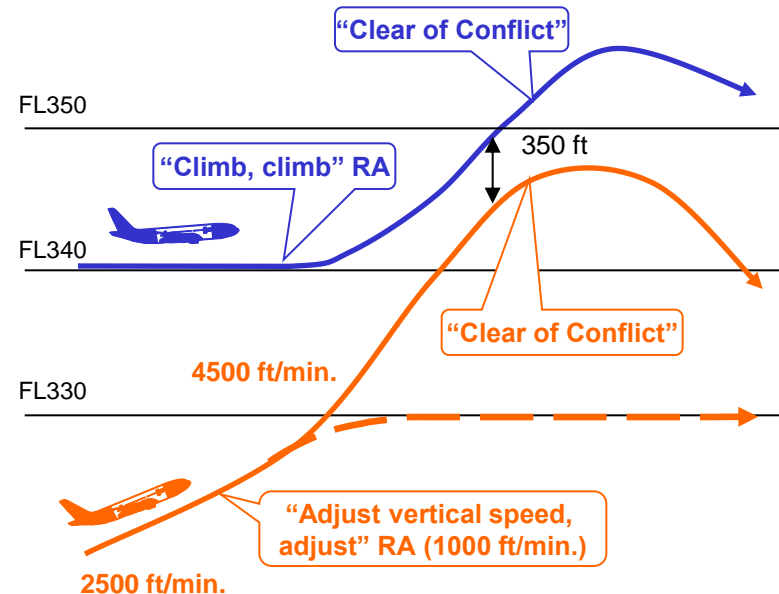 “Clear of Conflict”
FL350
350 ft
“Climb, climb” RA
FL340
“Clear of Conflict”
4500 ft/min.
FL330
“Adjust vertical speed,
adjust” RA (1000 ft/min.)
2500 ft/min.